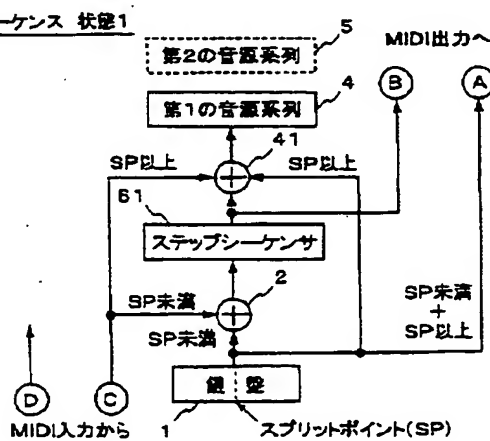 ーケンス 状態1
5
第2の音源系列
MIDI出力へ
B
A
第1の音源系列
4
41
SP以上
SP以上
61
ステップシーケンサ
2
SP未満
SP未満
SP未満
+
SP以上
鍵 盤
D
C
MIDI入力から
1
スプリットポイント(SP)